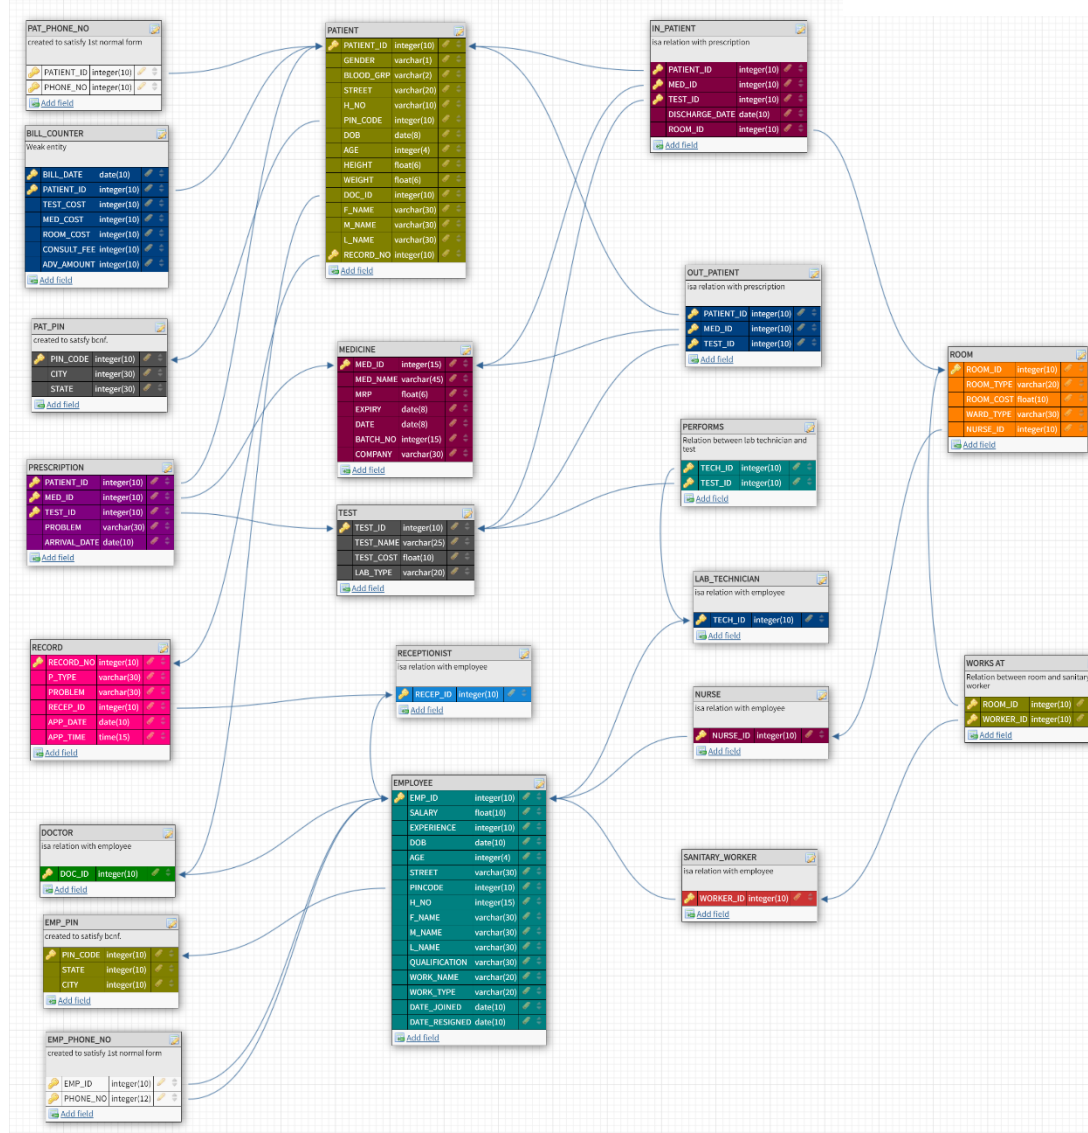 PAT_PHONE_NO
created to satisfy 1st normal form
PATIENT_ID integer(10)
PHONE_NO integer(10)
Add field
BILL_COUNTER
Weak entity
BILL_DATE date(10)
PATIENT_ID integer(10)
TEST_COST integer(10)
MED_COST integer(10)
ROOM_COST integer(10)
CONSULT_FEE integer(10)
ADV_AMOUNT integer(10)
Add field
PAT_PIN
created to satsfy bcnf.
PIN_CODE integer(10)
CITY integer(30)
STATE integer(30)
Add field
PRESCRIPTION
PATIENT_ID integer(10)
MED_ID integer(10)
TEST_ID integer(10)
PROBLEM varchar(30)
ARRIVAL_DATE date(10)
Add field
RECORD
RECORD_NO integer(10)
P_TYPE varchar(30)
PROBLEM varchar(30)
RECEP_ID integer(10)
APP_DATE date(10)
APP_TIME time(15)
Add field
DOCTOR
isa relation with employee
DOC_ID integer(10)
Add field
EMP_PIN
created to satisfy bcnf.
PIN_CODE integer(10)
STATE integer(10)
CITY integer(10)
Add field
EMP_PHONE_NO
created to satisfy 1st normal form
EMP_ID integer(10)
PHONE_NO integer(12)
Add field
PATIENT
PATIENT_ID integer(10)
GENDER varchar(1)
BLOOD_GRP varchar(2)
STREET varchar(20)
H_NO varchar(10)
PIN_CODE integer(10)
DOB date(8)
AGE integer(4)
HEIGHT float(6)
WEIGHT float(6)
DOC_ID integer(10)
F_NAME varchar(30)
M_NAME varchar(30)
L_NAME varchar(30)
RECORD_NO integer(10)
Add field
MEDICINE
MED_ID integer(15)
MED_NAME varchar(45)
MRP float(6)
EXPIRY date(8)
DATE date(8)
BATCH_NO integer(15)
COMPANY varchar(30)
Add field
TEST
TEST_ID integer(10)
TEST_NAME varchar(25)
TEST_COST float(10)
LAB_TYPE varchar(20)
Add field
RECEPTIONIST
isa relation with employee
RECEP_ID integer(10)
Add field
EMPLOYEE
EMP_ID integer(10)
SALARY float(10)
EXPERIENCE integer(10)
DOB date(10)
AGE integer(4)
STREET varchar(30)
PINCODE integer(10)
H_NO integer(15)
F_NAME varchar(30)
M_NAME varchar(30)
L_NAME varchar(30)
QUALIFICATION varchar(30)
WORK_NAME varchar(20)
WORK_TYPE varchar(20)
DATE_JOINED date(10)
DATE_RESIGNED date(10)
Add field
IN_PATIENT
isa relation with prescription
PATIENT_ID integer(10)
MED_ID integer(10)
TEST_ID integer(10)
DISCHARGE_DATE date(10)
ROOM_ID integer(10)
Add field
OUT_PATIENT
isa relation with prescription
PATIENT_ID integer(10)
MED_ID integer(10)
TEST_ID integer(10)
Add field
PERFORMS
Relation between lab technician and
test
TECH_ID integer(10)
TEST_ID integer(10)
Add field
LAB_TECHNICIAN
isa relation with employee
TECH_ID integer(10)
Add field
NURSE
isa relation with employee
NURSE_ID integer(10)
Add field
SANITARY_WORKER
isa relation with employee
WORKER_ID integer(10)
Add field
ROOM
ROOM_ID integer(10)
ROOM_TYPE varchar(20)
ROOM_COST float(10)
WARD_TYPE varchar(30)
NURSE_ID integer(10)
Add field
WORKS AT
Relation between room and sanitary
worker
ROOM_ID integer(10)
WORKER_ID integer(10)
Add field